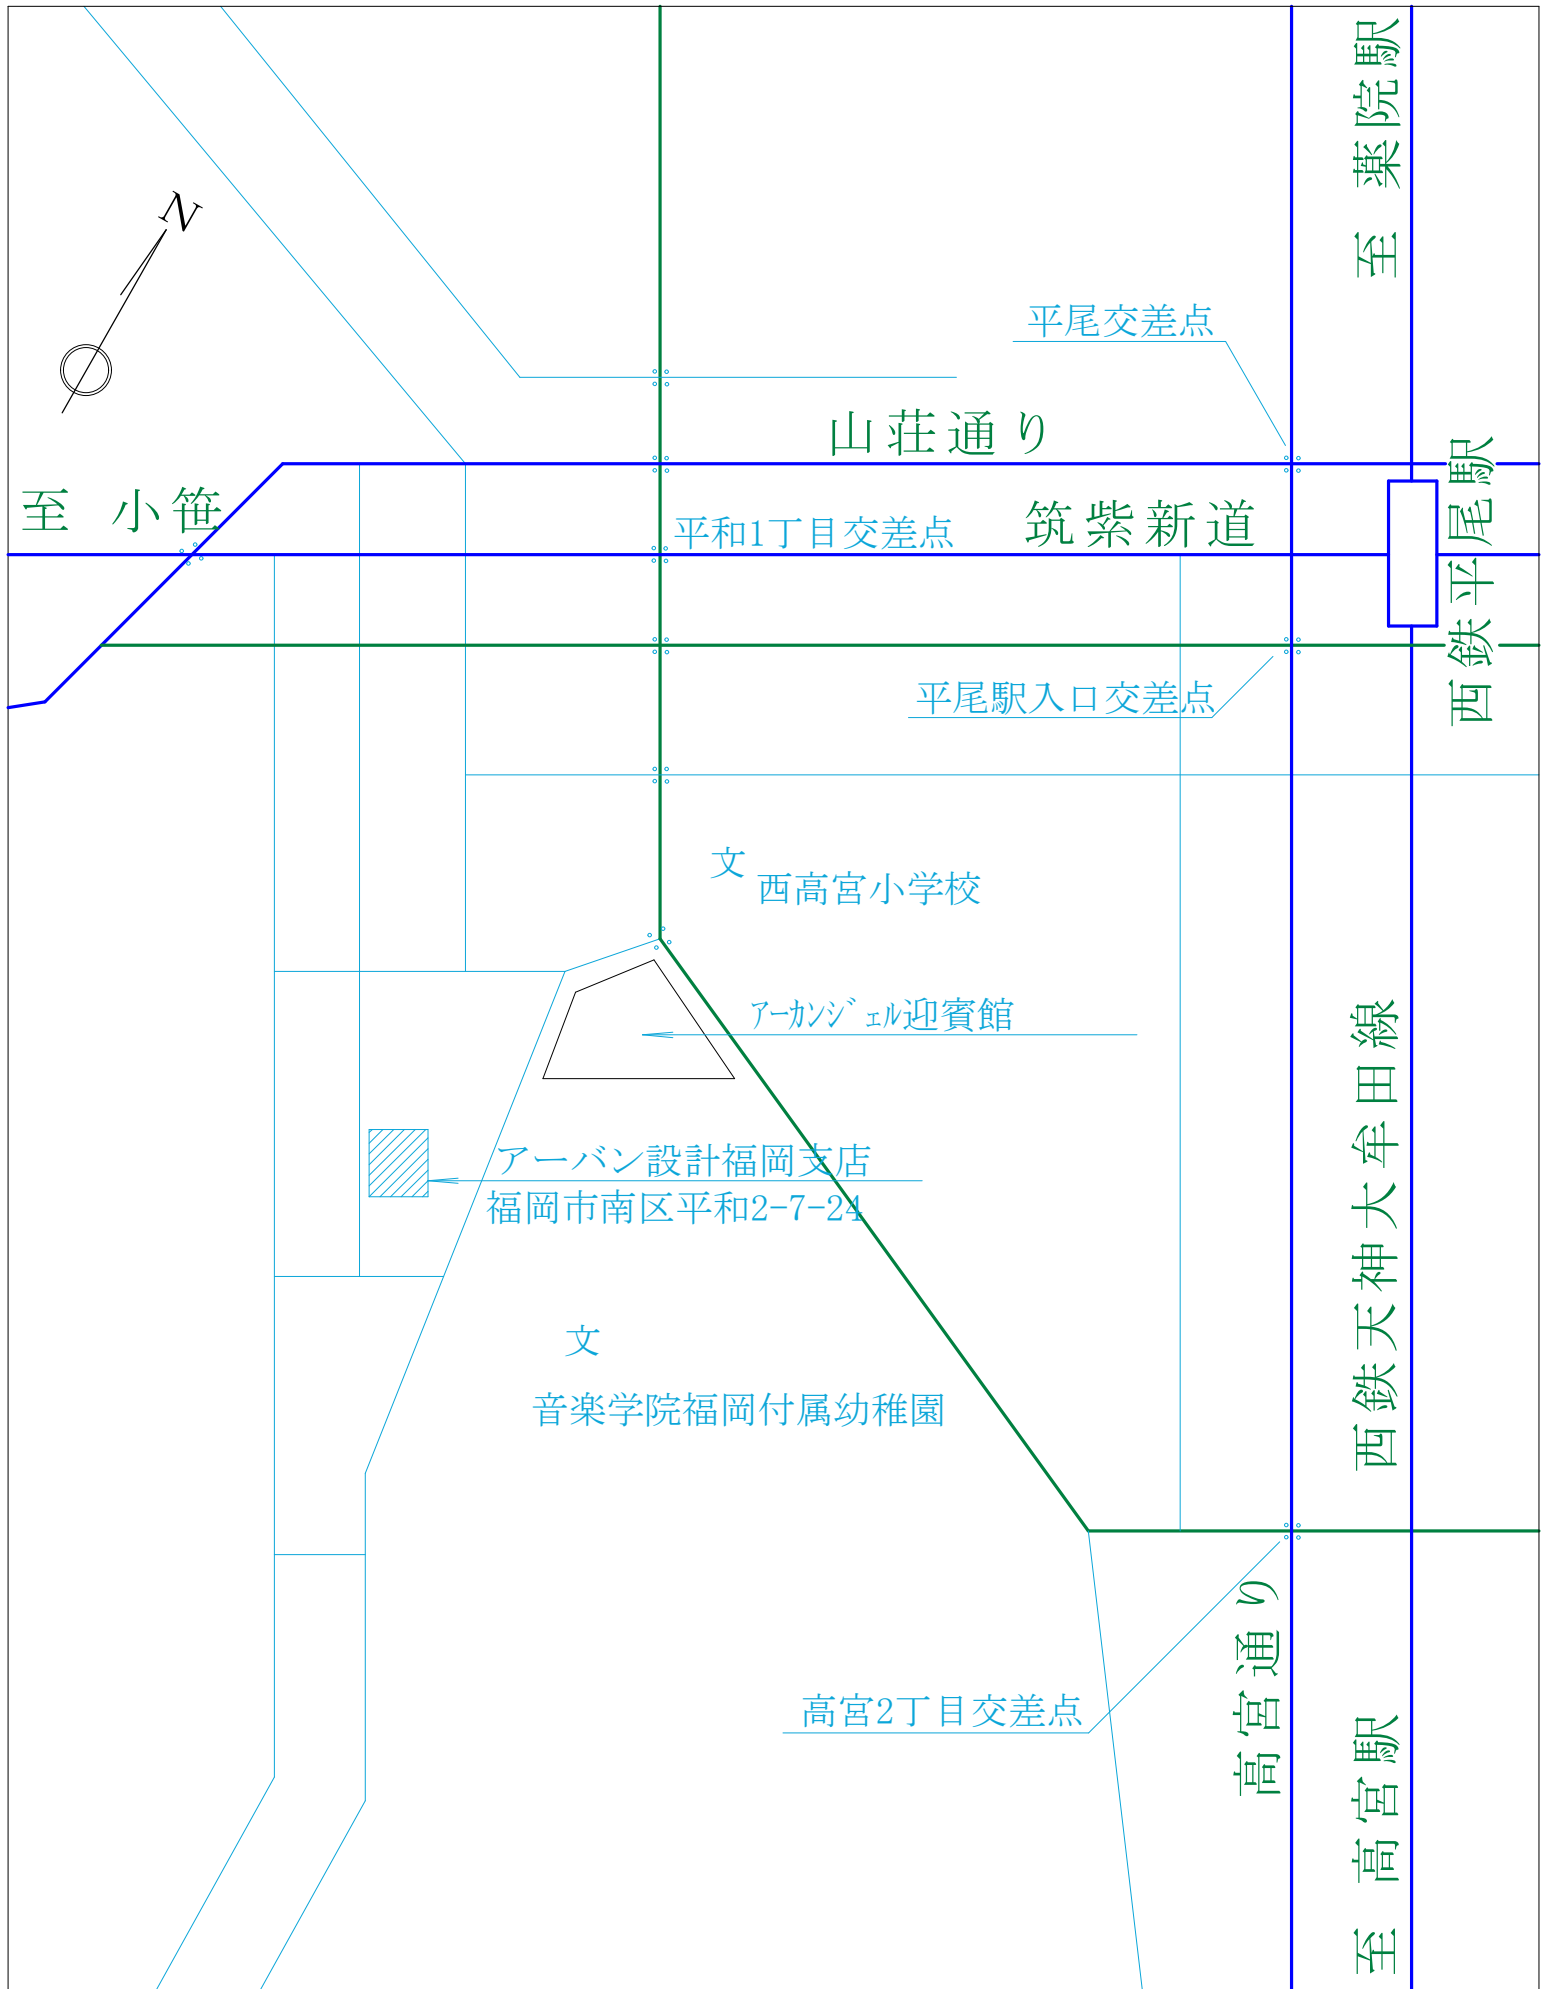 至 薬院駅
N
平尾交差点
山荘通り
西鉄平尾駅
至 小笹
平和1丁目交差点
筑紫新道
平尾駅入口交差点
文
西高宮小学校
ｱｰｶﾝｼﾞｪﾙ迎賓館
西鉄天神大牟田線
アーバン設計福岡支店
福岡市南区平和2-7-24
文
音楽学院福岡付属幼稚園
高宮通り
高宮2丁目交差点
至 高宮駅